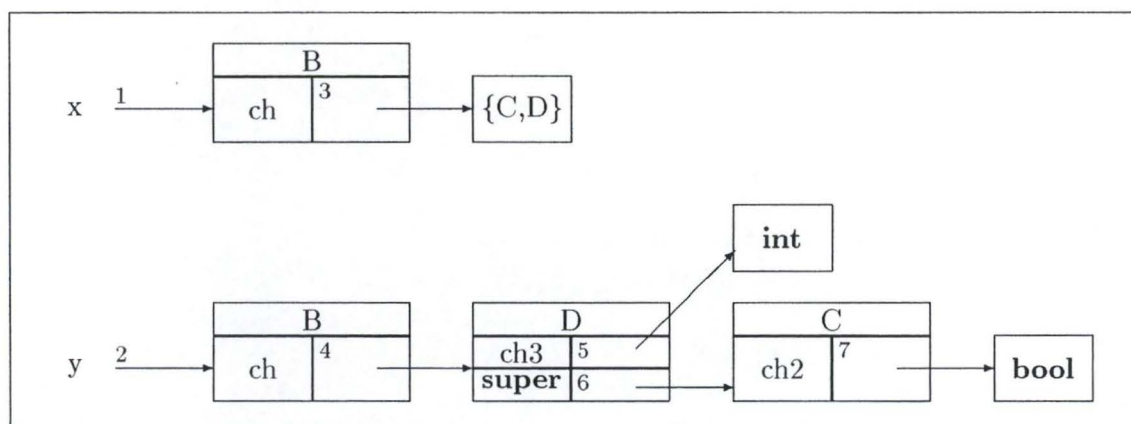 B
x 1 ch 3 {C,D}
int
B D C
y 2 ch 4 ch3 5 super 6 ch2 7 bool